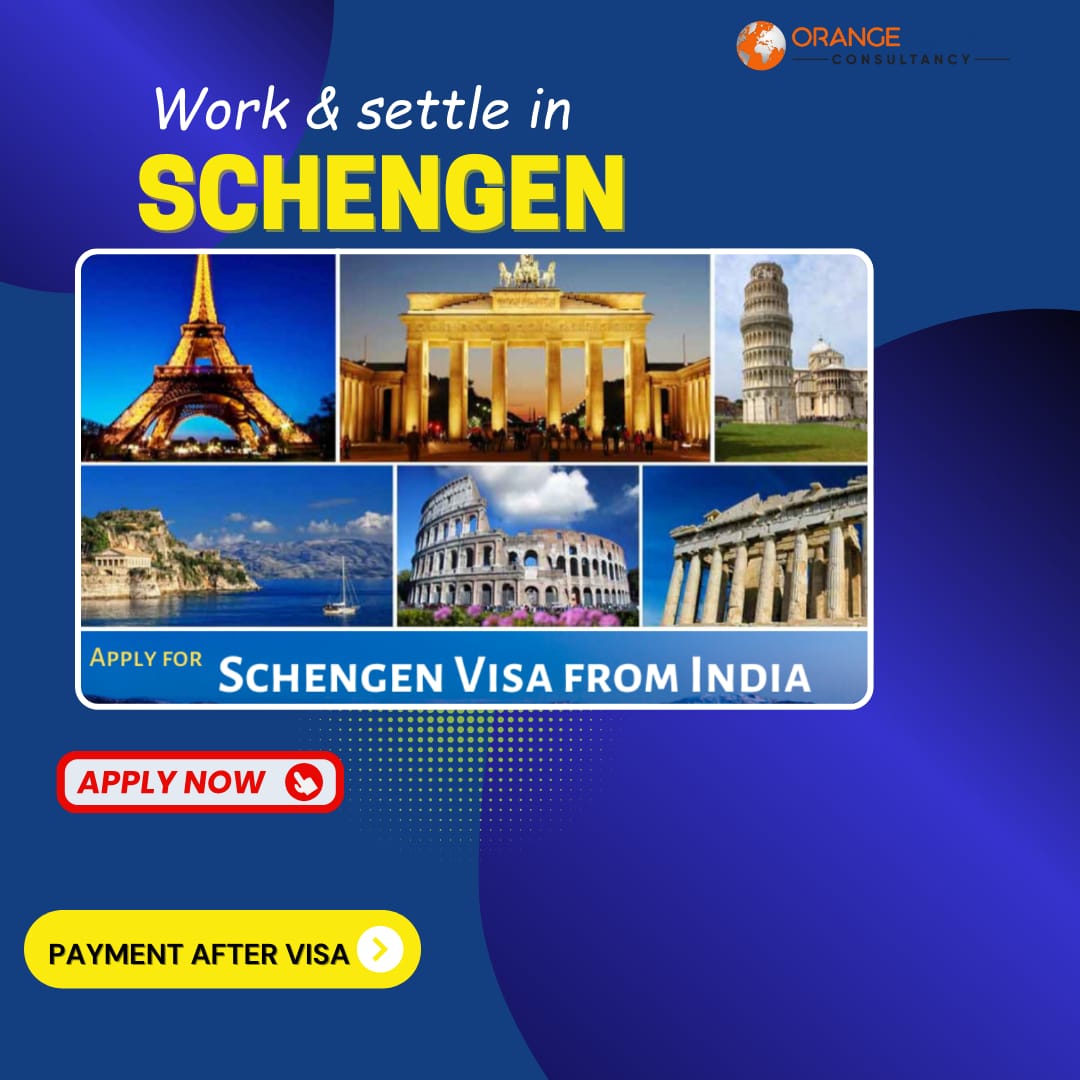 ORANGE
CONSULTANCY
Work & settle in
SCHENGEN
APPLY FOR SCHENGEN VISA FROM INDIA
APPLY NOW
PAYMENT AFTER VISA